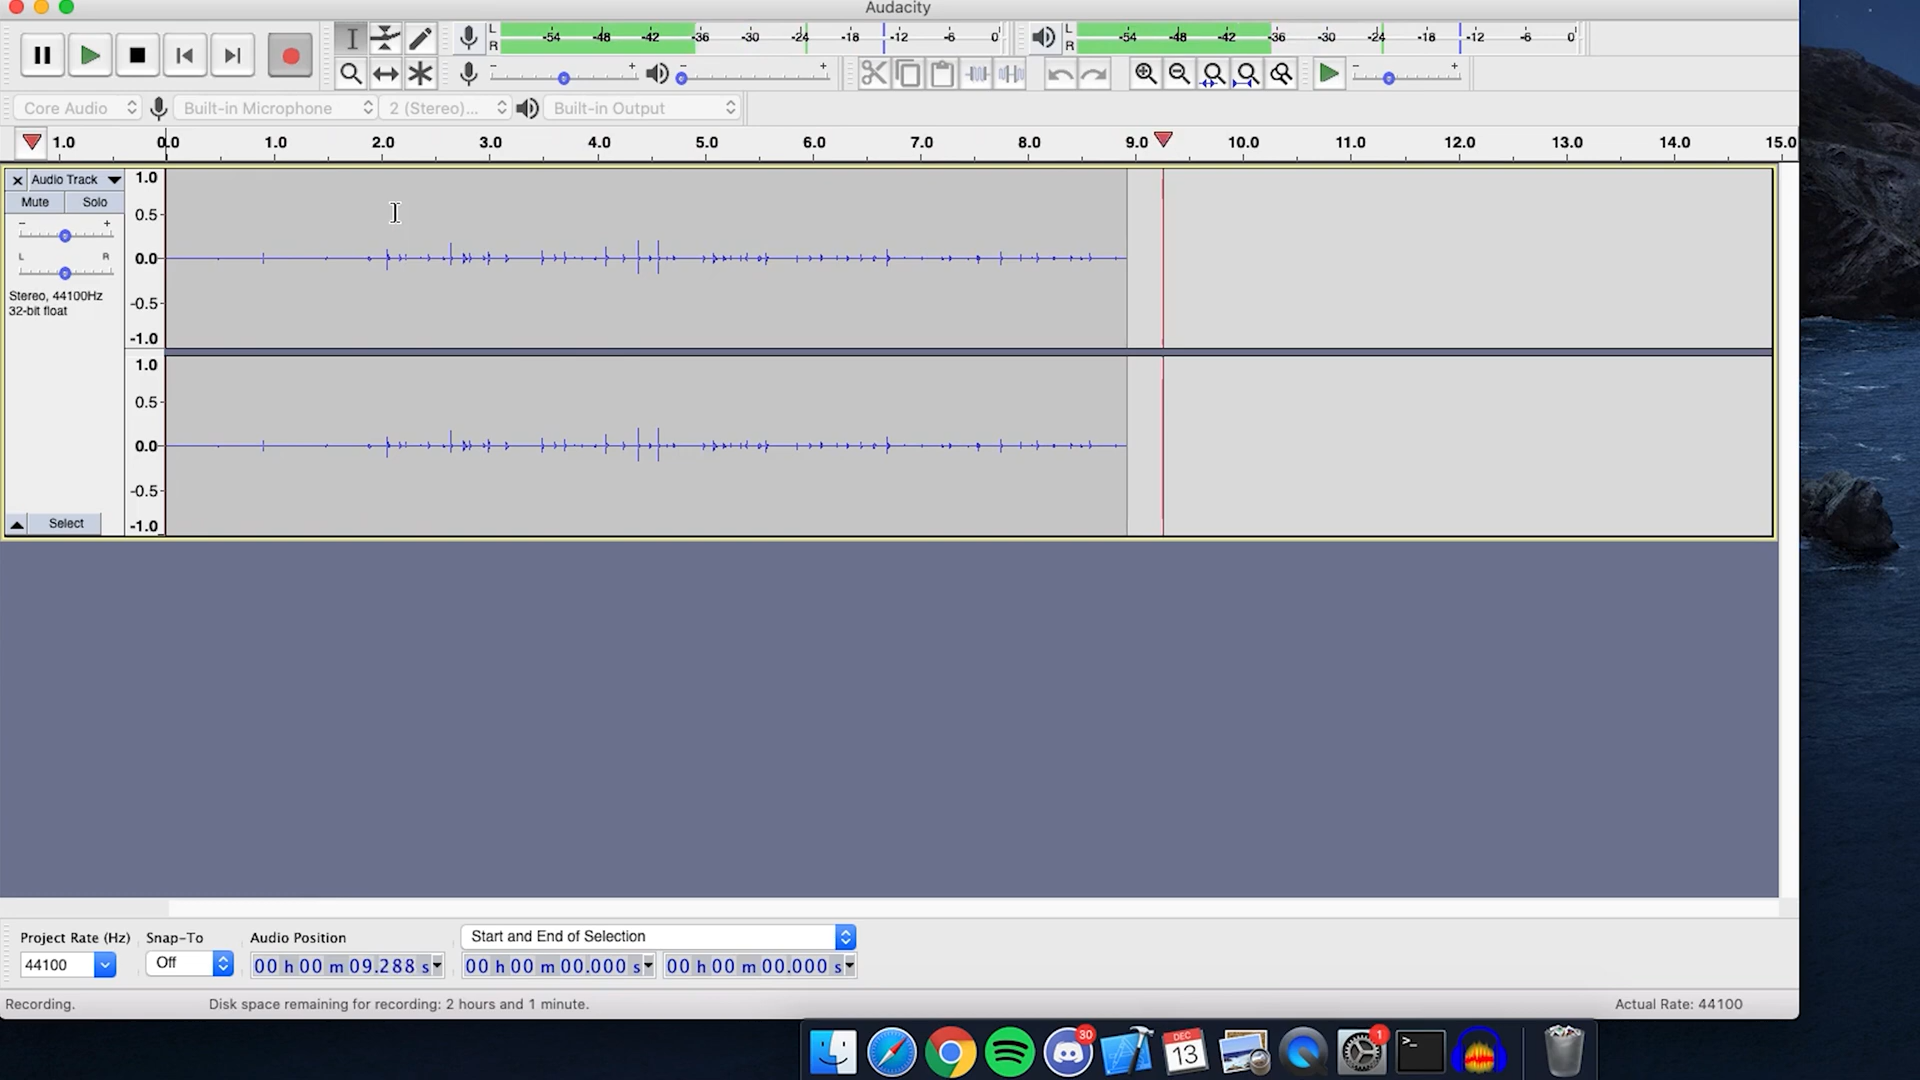 Audacity
L
R
-54 -48 -42 -36 -30 -24 -18 -12 -6 0
L
R
-54 -48 -42 -36 -30 -24 -18 -12 -6 0
- + - + - +
Core Audio
Built-in Microphone
2 (Stereo)...
Built-in Output
1.0 0.0 1.0 2.0 3.0 4.0 5.0 6.0 7.0 8.0 9.0 10.0 11.0 12.0 13.0 14.0 15.0
Audio Track
Mute Solo
- +
L R
Stereo, 44100Hz
32-bit float
Select
1.0
0.5
0.0
-0.5
-1.0
1.0
0.5
0.0
-0.5
-1.0
Project Rate (Hz) Snap-To Audio Position Start and End of Selection
44100 Off 00 h 00 m 09.288 s 00 h 00 m 00.000 s 00 h 00 m 00.000 s
Recording. Disk space remaining for recording: 2 hours and 1 minute. Actual Rate: 44100
30
DEC
13
1
>_